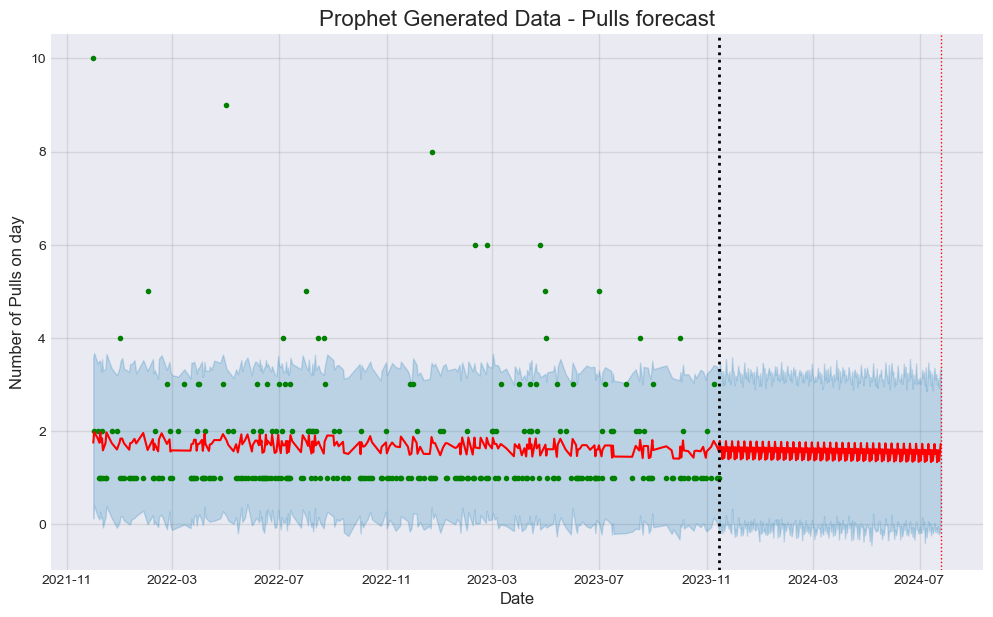 Prophet Generated Data - Pulls forecast
Number of Pulls on day
10
8
6
4
2
0
2021-11 2022-03 2022-07 2022-11 2023-03 2023-07 2023-11 2024-03 2024-07
Date